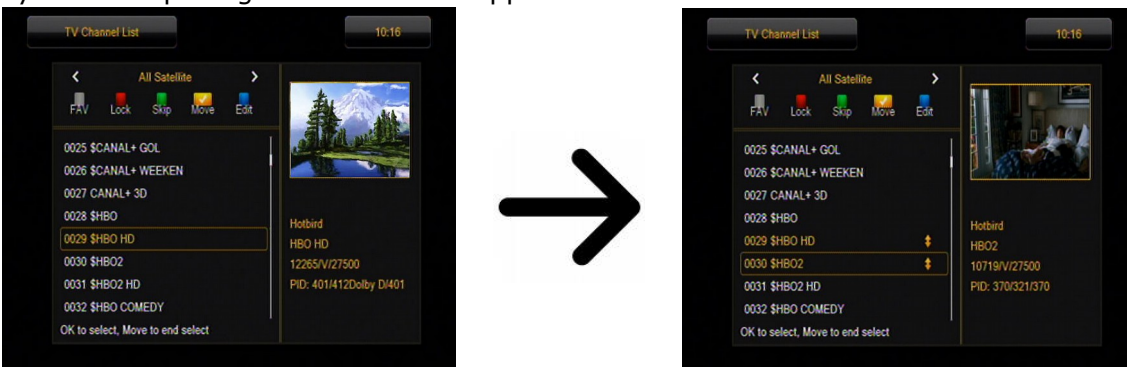 TV Channel List 10:16
All Satellite
FAV Lock Skip Move Edit
0025 $CANAL+ GOL
0026 $CANAL+ WEEKEN
0027 CANAL+ 3D
0028 $HBO
0029 $HBO HD
0030 $HBO2
0031 $HBO2 HD
0032 $HBO COMEDY
OK to select, Move to end select
Hotbird
HBO HD
12265/V/27500
PID: 401/412Dolby D/401
TV Channel List 10:16
All Satellite
FAV Lock Skip Move Edit
0025 $CANAL+ GOL
0026 $CANAL+ WEEKEN
0027 CANAL+ 3D
0028 $HBO
0029 $HBO HD
0030 $HBO2
0031 $HBO2 HD
0032 $HBO COMEDY
OK to select, Move to end select
Hotbird
HBO2
10719/V/27500
PID: 370/321/370